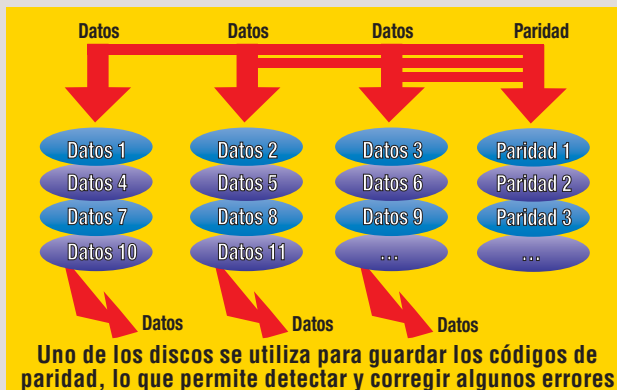 Datos Datos Datos Paridad
Datos 1 Datos 2 Datos 3 Paridad 1
Datos 4 Datos 5 Datos 6 Paridad 2
Datos 7 Datos 8 Datos 9 Paridad 3
Datos 10 Datos 11 ... ...
Datos Datos Datos
Uno de los discos se utiliza para guardar los códigos de
paridad, lo que permite detectar y corregir algunos errores